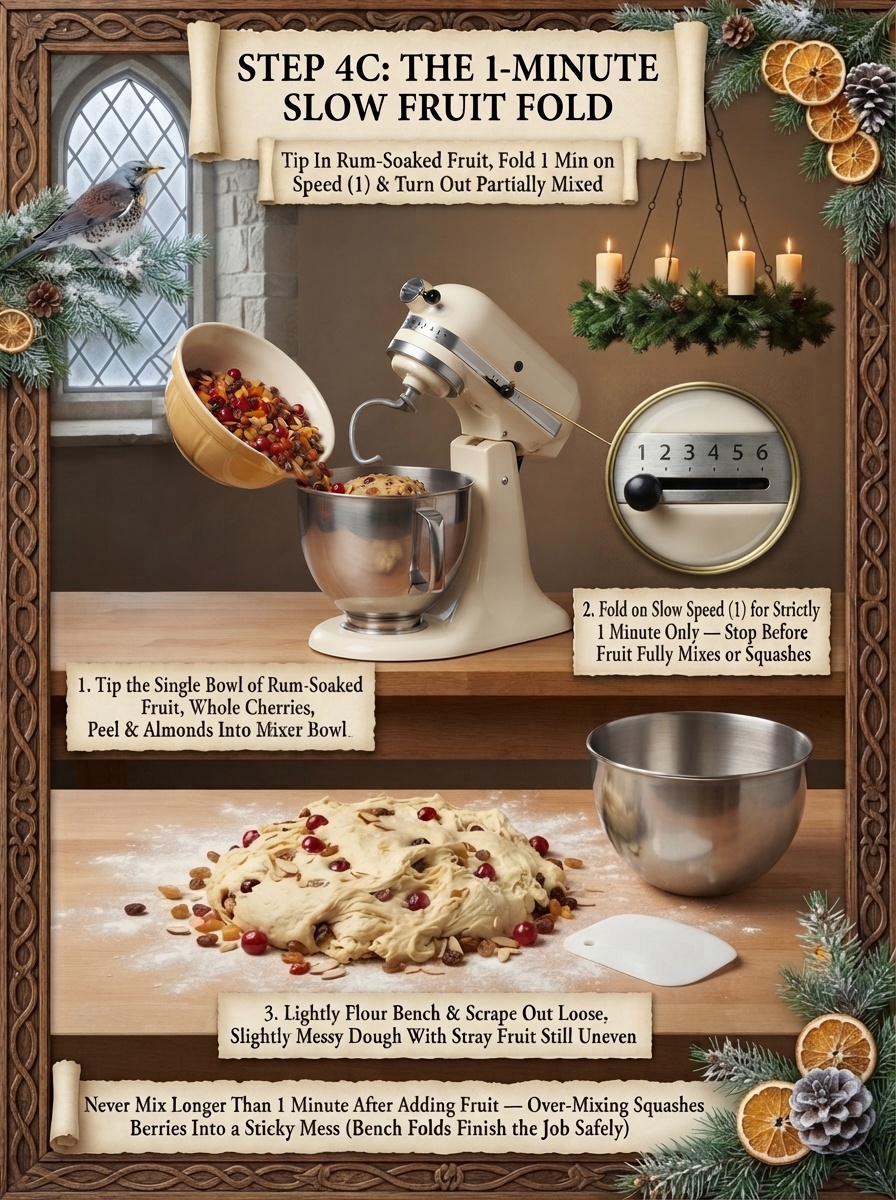 STEP 4C: THE 1-MINUTE
SLOW FRUIT FOLD
Tip In Rum-Soaked Fruit, Fold 1 Min on
Speed (1) & Turn Out Partially Mixed
1 2 3 4 5 6
2. Fold on Slow Speed (1) for Strictly
1 Minute Only — Stop Before
Fruit Fully Mixes or Squashes
1. Tip the Single Bowl of Rum-Soaked
Fruit, Whole Cherries,
Peel & Almonds Into Mixer Bowl
3. Lightly Flour Bench & Scrape Out Loose,
Slightly Messy Dough With Stray Fruit Still Uneven
Never Mix Longer Than 1 Minute After Adding Fruit — Over-Mixing Squashes
Berries Into a Sticky Mess (Bench Folds Finish the Job Safely)